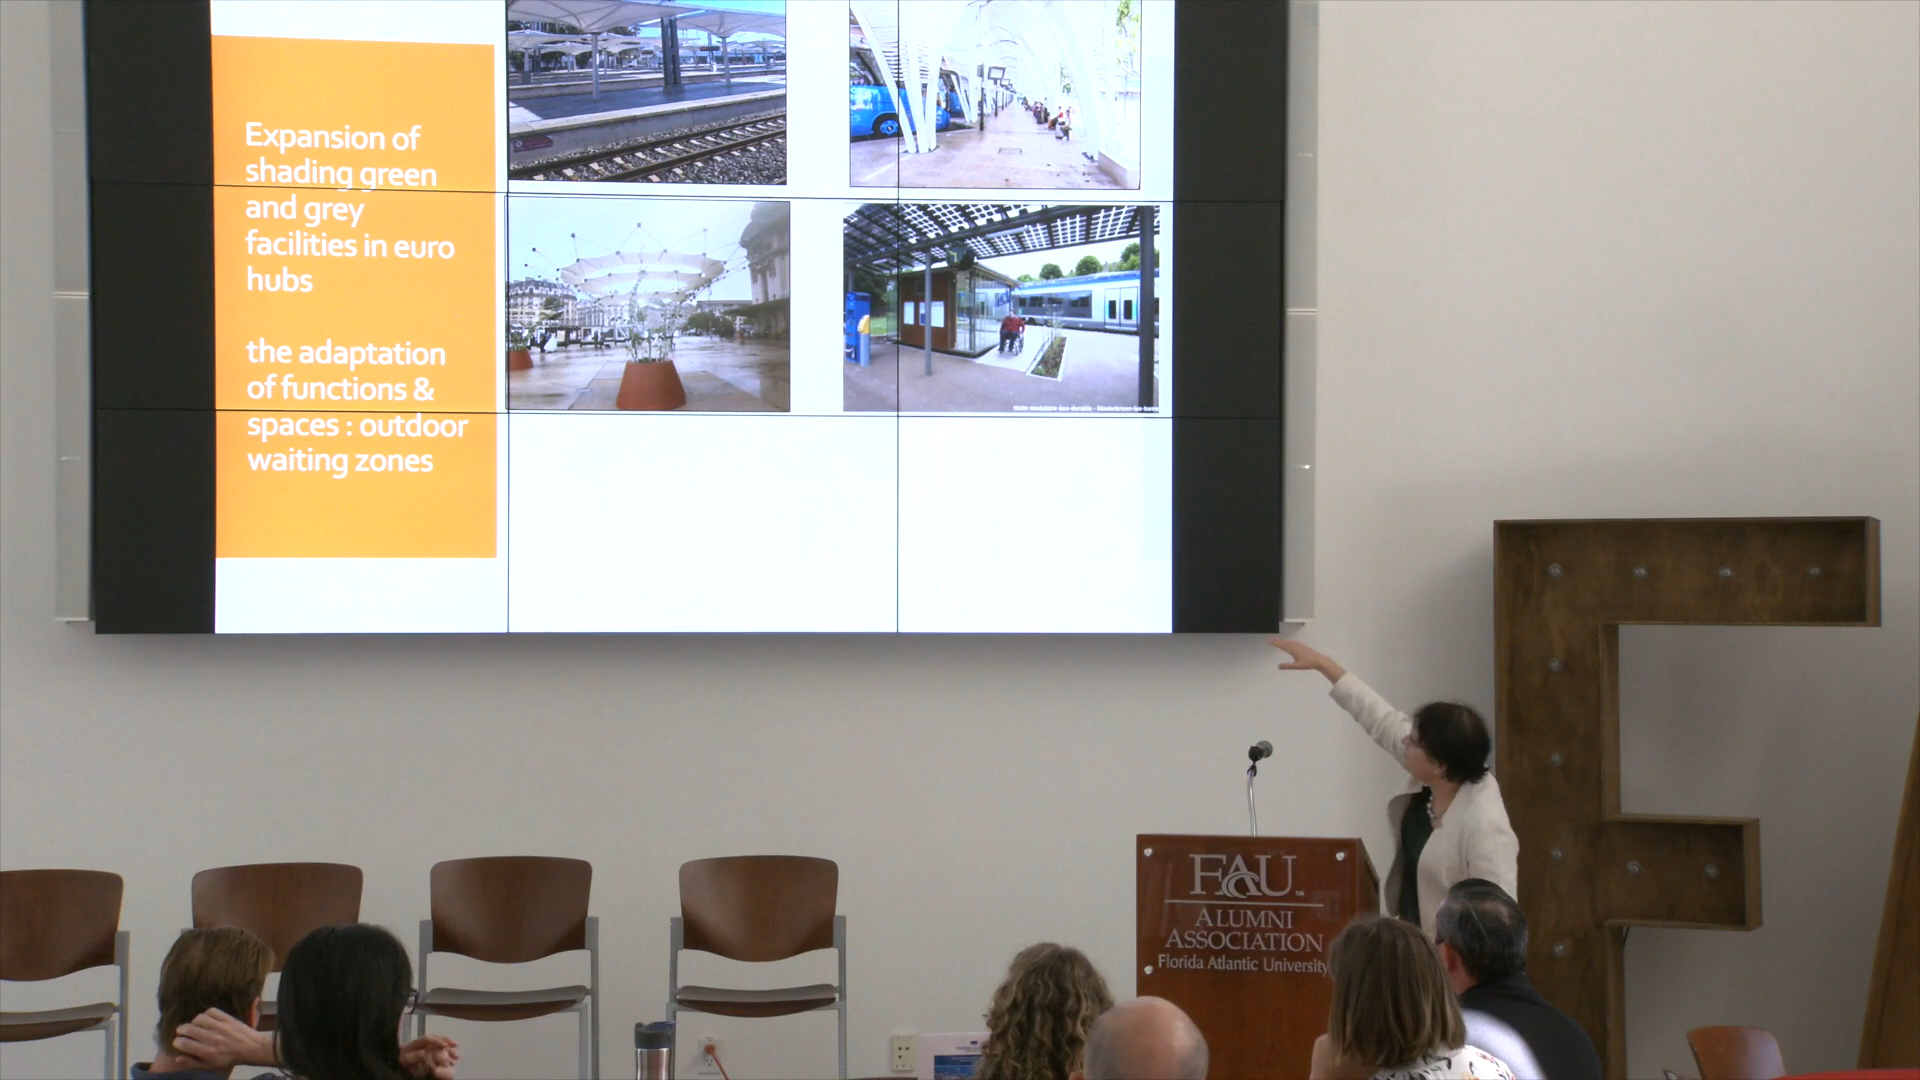 Expansion of
shading green
and grey
facilities in euro
hubs
the adaptation
of functions &
spaces : outdoor
waiting zones
FAU
ALUMNI
ASSOCIATION
Florida Atlantic University